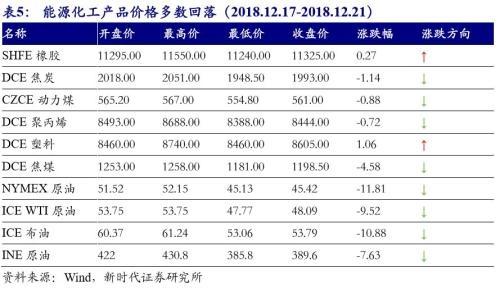 表5： 能源化工产品价格多数回落（2018.12.17-2018.12.21）
名称 开盘价 最高价 最低价 收盘价 涨跌幅 涨跌方向
SHFE 橡胶 11295.00 11550.00 11240.00 11325.00 0.27 ↑
DCE 焦炭 2018.00 2051.00 1948.50 1993.00 -1.14 ↓
CZCE 动力煤 565.20 567.00 554.80 561.00 -0.88 ↓
DCE 聚丙烯 8493.00 8688.00 8388.00 8444.00 -0.72 ↓
DCE 塑料 8460.00 8740.00 8460.00 8605.00 1.06 ↑
DCE 焦煤 1253.00 1258.00 1181.00 1198.50 -4.58 ↓
NYMEX 原油 51.52 52.15 45.13 45.42 -11.81 ↓
ICE WTI 原油 53.75 53.75 47.77 48.09 -9.52 ↓
ICE 布油 60.37 61.24 53.06 53.79 -10.88 ↓
INE 原油 422 430.8 385.8 389.6 -7.63 ↓
资料来源：Wind，新时代证券研究所